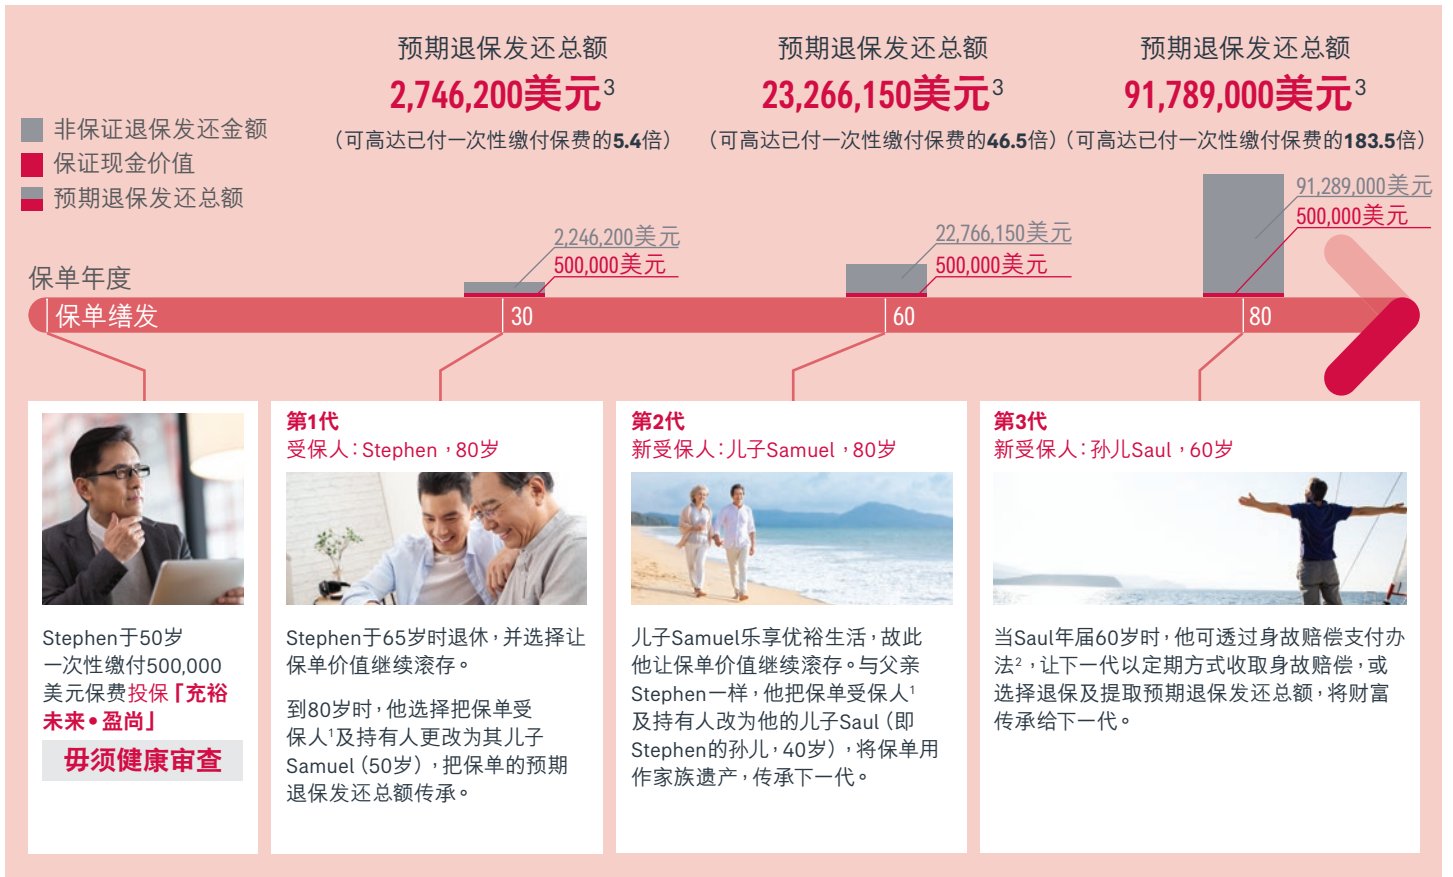 预期退保发还总额
2,746,200美元3
(可高达已付一次性缴付保费的5.4倍)
预期退保发还总额
23,266,150美元3
(可高达已付一次性缴付保费的46.5倍)
预期退保发还总额
91,789,000美元3
(可高达已付一次性缴付保费的183.5倍)
非保证退保发还金额
保证现金价值
预期退保发还总额
2,246,200美元
500,000美元
22,766,150美元
500,000美元
91,289,000美元
500,000美元
保单年度
保单缮发
30
60
80
Stephen于50岁
一次性缴付500,000
美元保费投保「充裕
未来•盈尚」
毋须健康审查
第1代
受保人:Stephen,80岁
Stephen于65岁时退休,并选择让
保单价值继续滚存。
到80岁时,他选择把保单受
保人1及持有人更改为其儿子
Samuel(50岁),把保单的预期
退保发还总额传承。
第2代
新受保人:儿子Samuel,80岁
儿子Samuel乐享优裕生活,故此
他让保单价值继续滚存。与父亲
Stephen一样,他把保单受保人1
及持有人改为他的儿子Saul(即
Stephen的孙儿,40岁),将保单用
作家族遗产,传承下一代。
第3代
新受保人:孙儿Saul,60岁
当Saul年届60岁时,他可透过身故赔偿支付办
法2,让下一代以定期方式收取身故赔偿,或
选择退保及提取预期退保发还总额,将财富
传承给下一代。